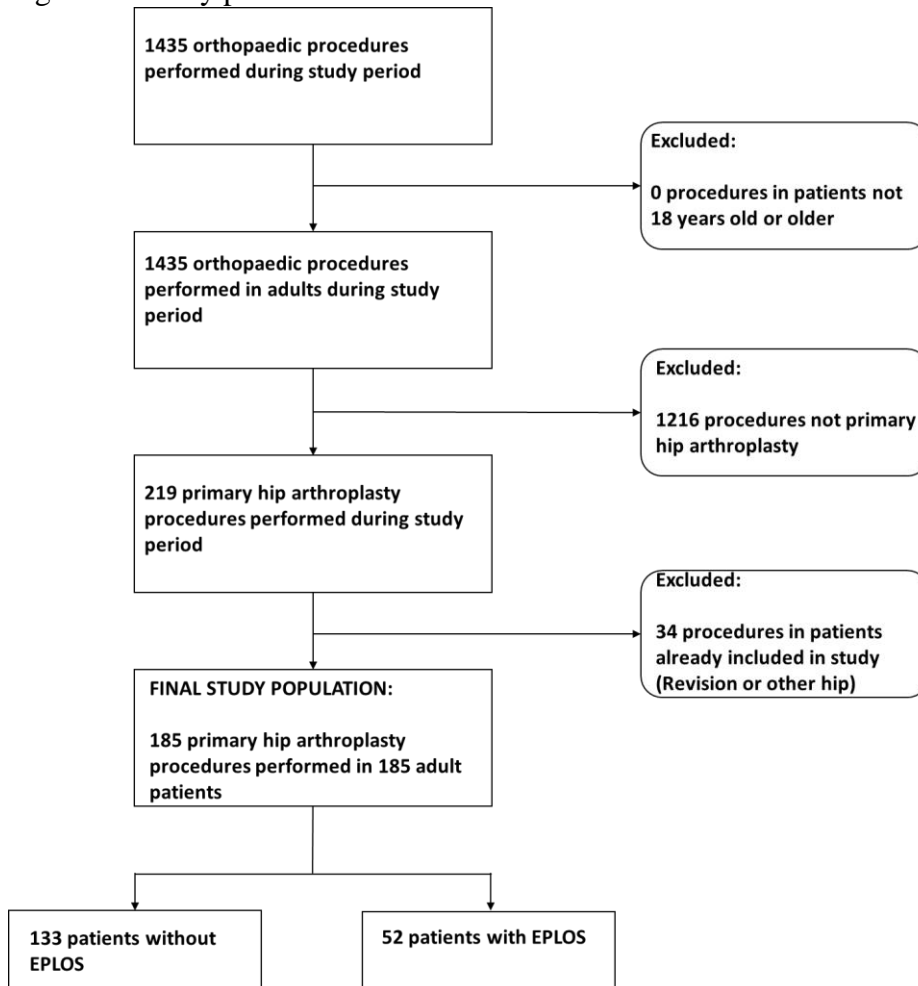 1435 orthopaedic procedures
performed during study period
Excluded:
0 procedures in patients not
18 years old or older
1435 orthopaedic procedures
performed in adults during study
period
Excluded:
1216 procedures not primary
hip arthroplasty
219 primary hip arthroplasty
procedures performed during study
period
Excluded:
34 procedures in patients
already included in study
(Revision or other hip)
FINAL STUDY POPULATION:
185 primary hip arthroplasty
procedures performed in 185 adult
patients
133 patients without
EPLOS
52 patients with EPLOS